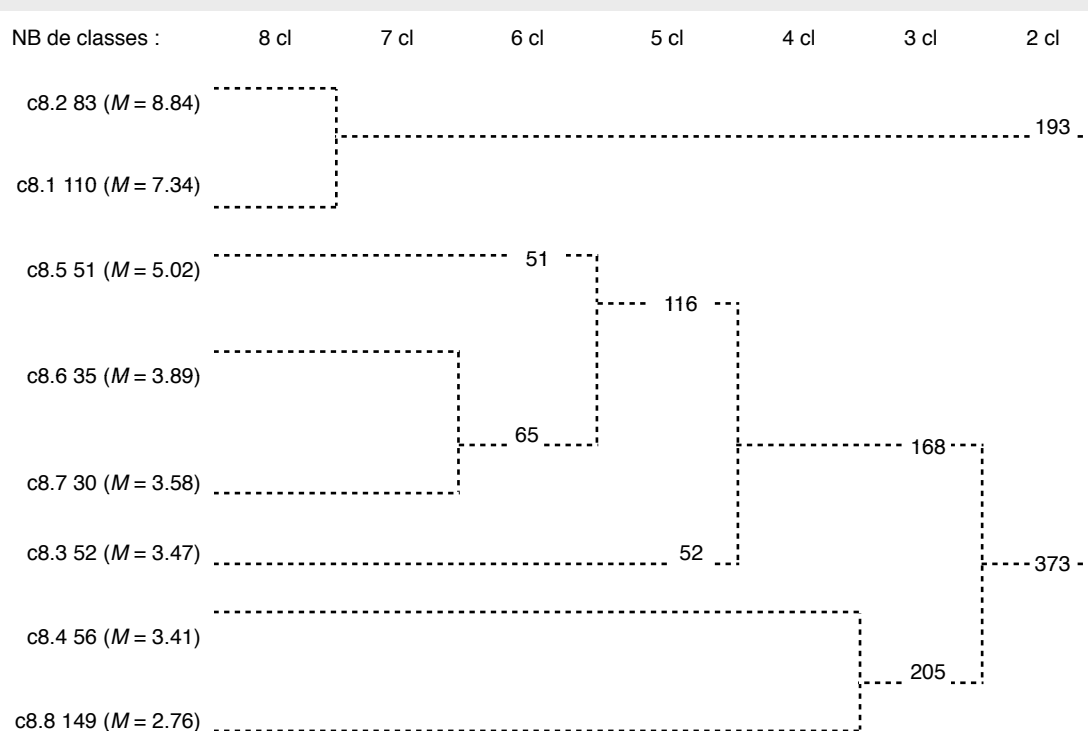 NB de classes : 8 cl 7 cl 6 cl 5 cl 4 cl 3 cl 2 cl
c8.2 83 (M = 8.84)
193
c8.1 110 (M = 7.34)
c8.5 51 (M = 5.02) 51
116
c8.6 35 (M = 3.89)
65
168
c8.7 30 (M = 3.58)
c8.3 52 (M = 3.47) 52
373
c8.4 56 (M = 3.41)
205
c8.8 149 (M = 2.76)